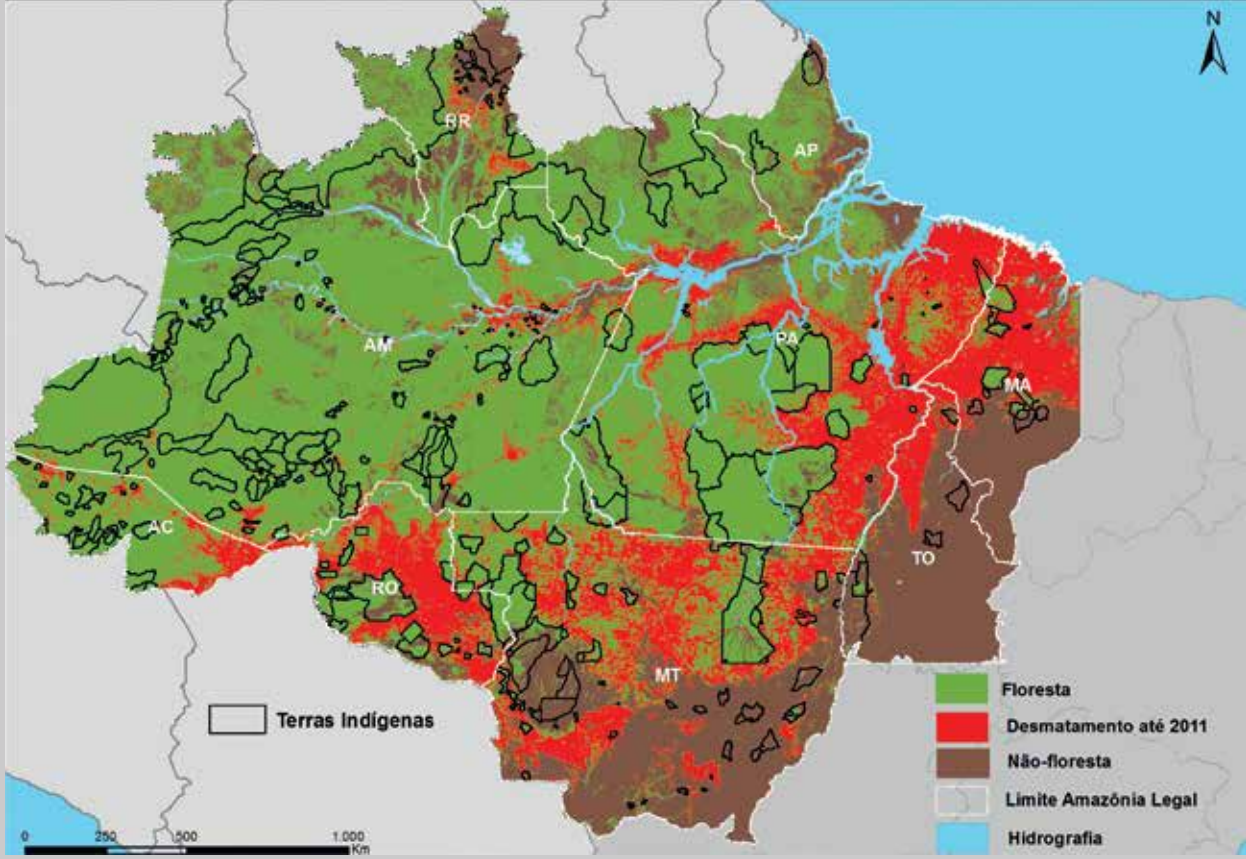 N
RR
AP
AM
PA
MA
AC
TO
RO
MT
Terras Indígenas
Floresta
Desmatamento até 2011
Não-floresta
Limite Amazônia Legal
Hidrografia
0 250 500 1.000
Km